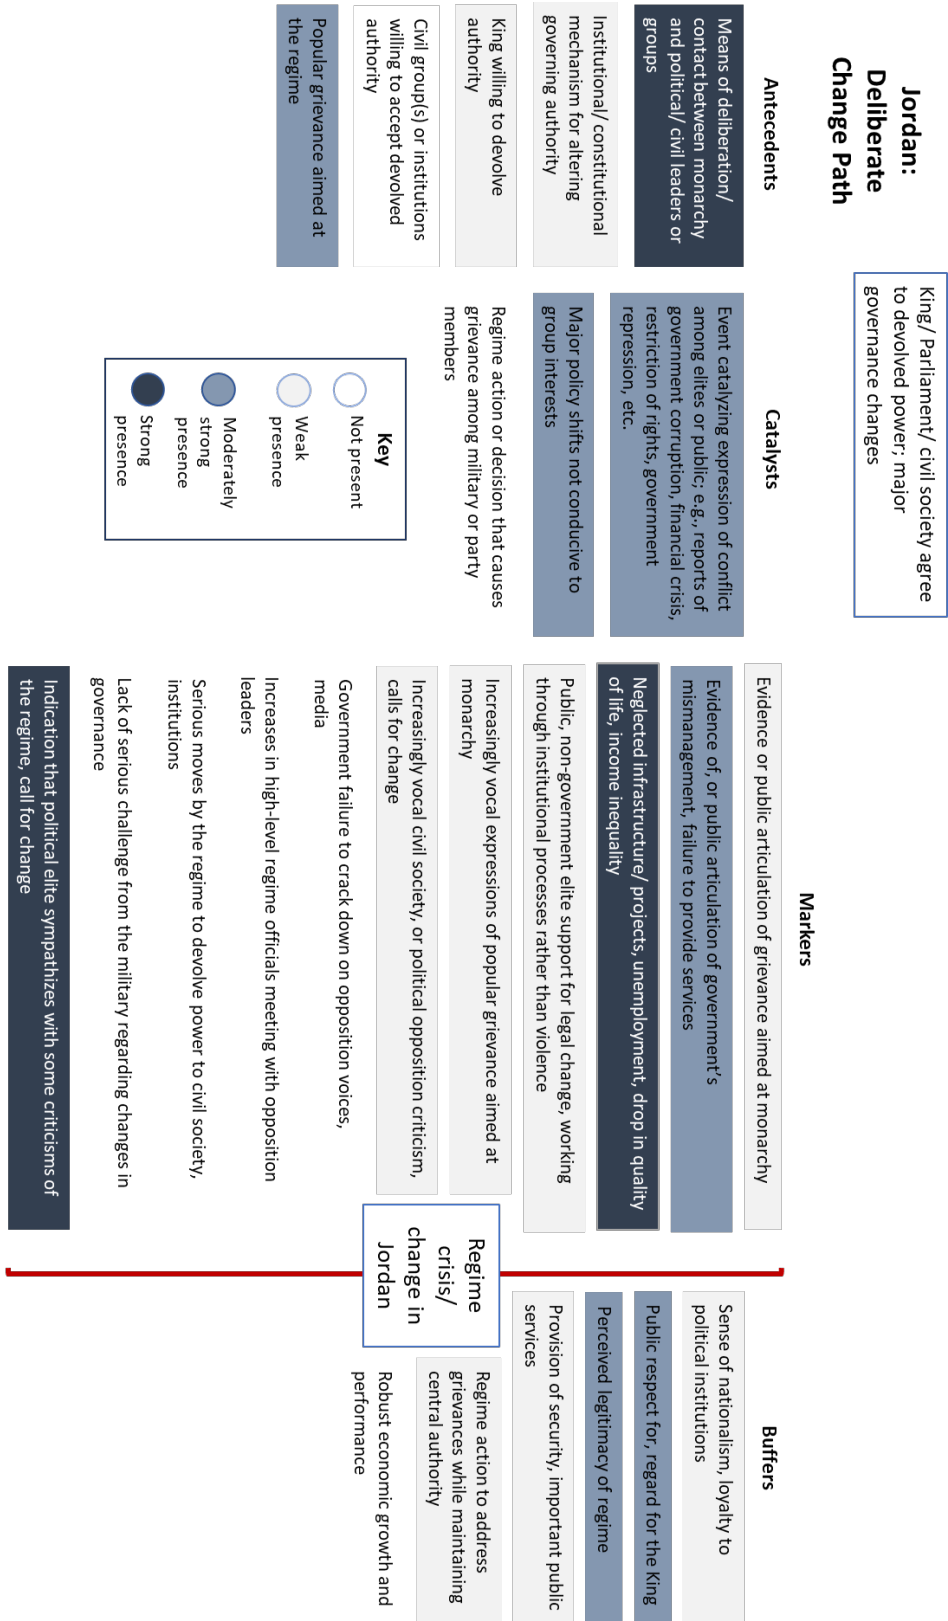 Jordan:
Deliberate
Change Path
King/ Parliament/ civil society agree
to devolved power; major
governance changes
Antecedents
Means of deliberation/
contact between monarchy
and political/ civil leaders or
groups
Institutional/ constitutional
mechanism for altering
governing authority
King willing to devolve
authority
Civil group(s) or institutions
willing to accept devolved
authority
Popular grievance aimed at
the regime
Catalysts
Event catalyzing expression of conflict
among elites or public; e.g., reports of
government corruption, financial crisis,
restriction of rights, government
repression, etc.
Major policy shifts not conducive to
group interests
Regime action or decision that causes
grievance among military or party
members
Key
Not present
Weak
presence
Moderately
strong
presence
Strong
presence
Markers
Evidence or public articulation of grievance aimed at monarchy
Evidence of, or public articulation of government's
mismanagement, failure to provide services
Neglected infrastructure/ projects, unemployment, drop in quality
of life, income inequality
Public, non-government elite support for legal change, working
through institutional processes rather than violence
Increasingly vocal expressions of popular grievance aimed at
monarchy
Increasingly vocal civil society, or political opposition criticism,
calls for change
Government failure to crack down on opposition voices,
media
Increases in high-level regime officials meeting with opposition
leaders
Serious moves by the regime to devolve power to civil society,
institutions
Lack of serious challenge from the military regarding changes in
governance
Indication that political elite sympathizes with some criticisms of
the regime, call for change
Regime
crisis/
change in
Jordan
Buffers
Sense of nationalism, loyalty to
political institutions
Public respect for, regard for the King
Perceived legitimacy of regime
Provision of security, important public
services
Regime action to address
grievances while maintaining
central authority
Robust economic growth and
performance